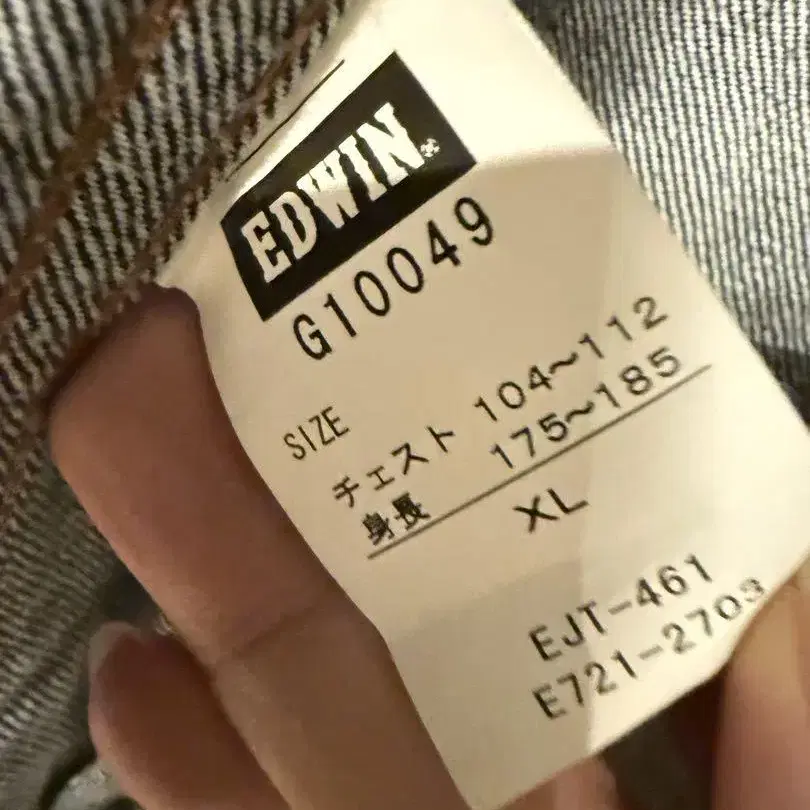 EDWIN®
G10049
SIZE
チェスト 104~112
身長 175~185
XL
EJT-461
E721-2703